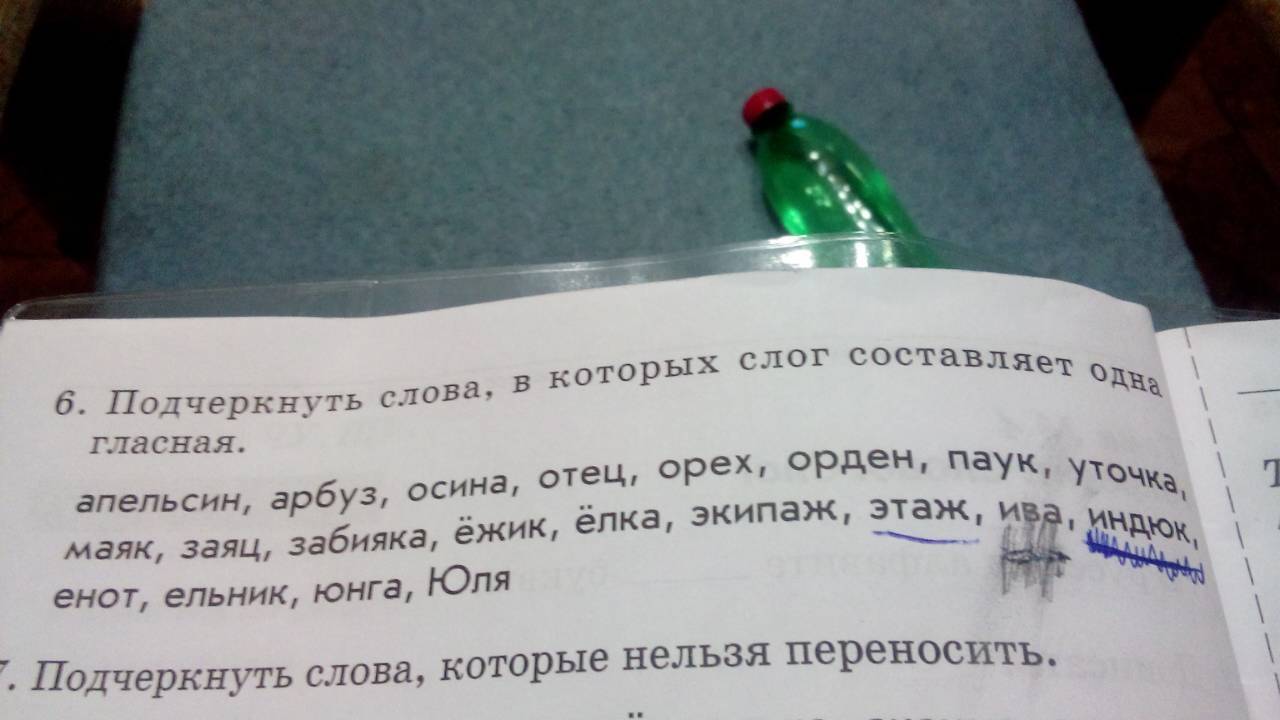 6. Подчеркнуть слова, в которых слог составляет одна
гласная.
апельсин, арбуз, осина, отец, орех, орден, паук, уточка,
маяк, заяц, забияка, ёжик, ёлка, экипаж, этаж, ива, индюк,
енот, ельник, юнга, Юля
7. Подчеркнуть слова, которые нельзя переносить.